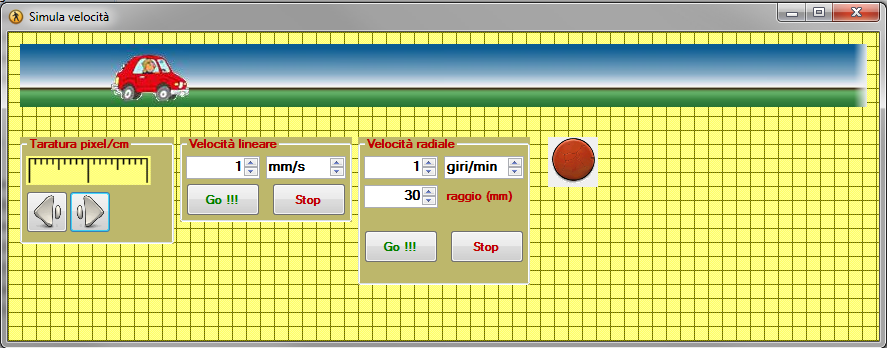 Simula velocità
Taratura pixel/cm
Velocità lineare
1 mm/s
Go !!! Stop
Velocità radiale
1 giri/min
30 raggio (mm)
Go !!! Stop